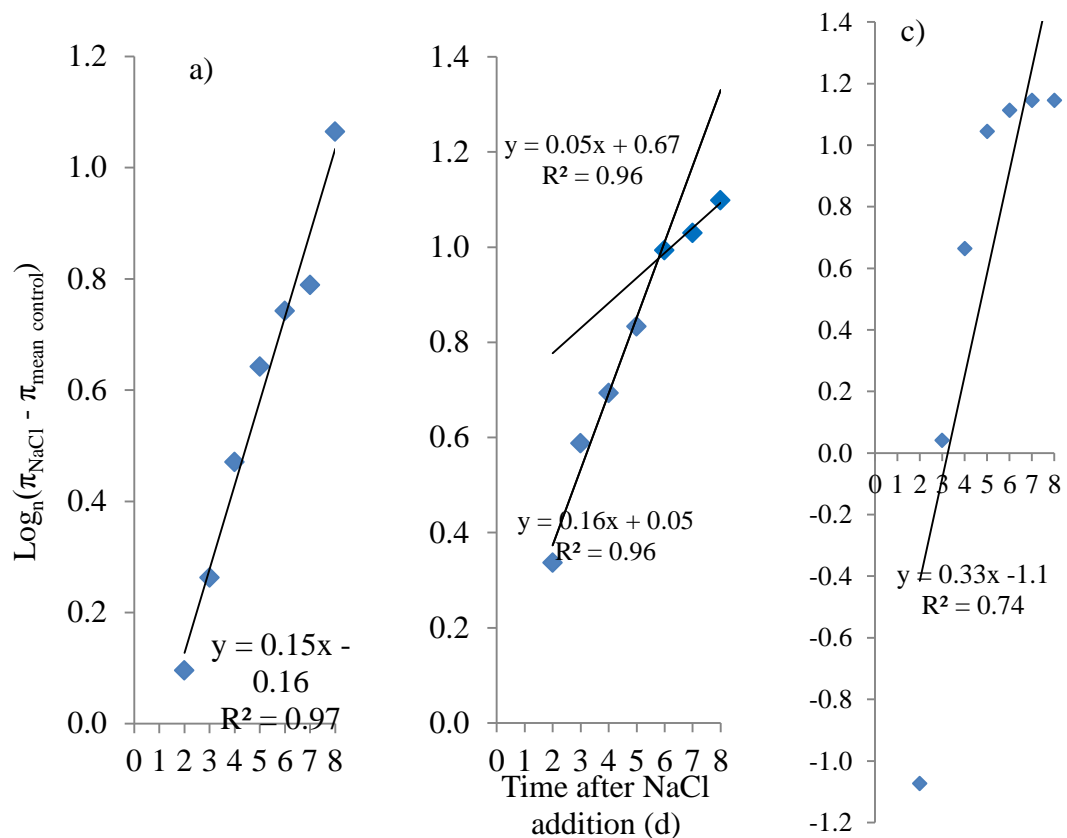 Logₙ(π_NaCl - π_mean control)
a)
1.2
1.0
0.8
0.6
0.4
0.2
0.0
y = 0.15x -
0.16
R² = 0.97
0 1 2 3 4 5 6 7 8
1.4
1.2
1.0
0.8
0.6
0.4
0.2
0.0
y = 0.05x + 0.67
R² = 0.96
y = 0.16x + 0.05
R² = 0.96
0 1 2 3 4 5 6 7 8
Time after NaCl
addition (d)
c)
1.4
1.2
1.0
0.8
0.6
0.4
0.2
0.0
-0.2
-0.4
-0.6
-0.8
-1.0
-1.2
0 1 2 3 4 5 6 7 8
y = 0.33x -1.1
R² = 0.74